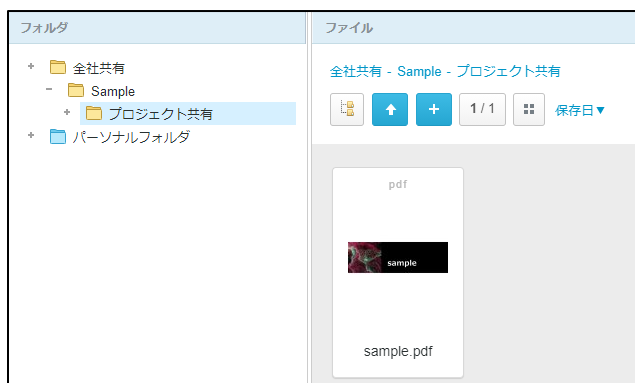 フォルダ
全社共有
Sample
プロジェクト共有
パーソナルフォルダ
ファイル
全社共有 - Sample - プロジェクト共有
1 / 1 保存日▼
pdf
sample
sample.pdf